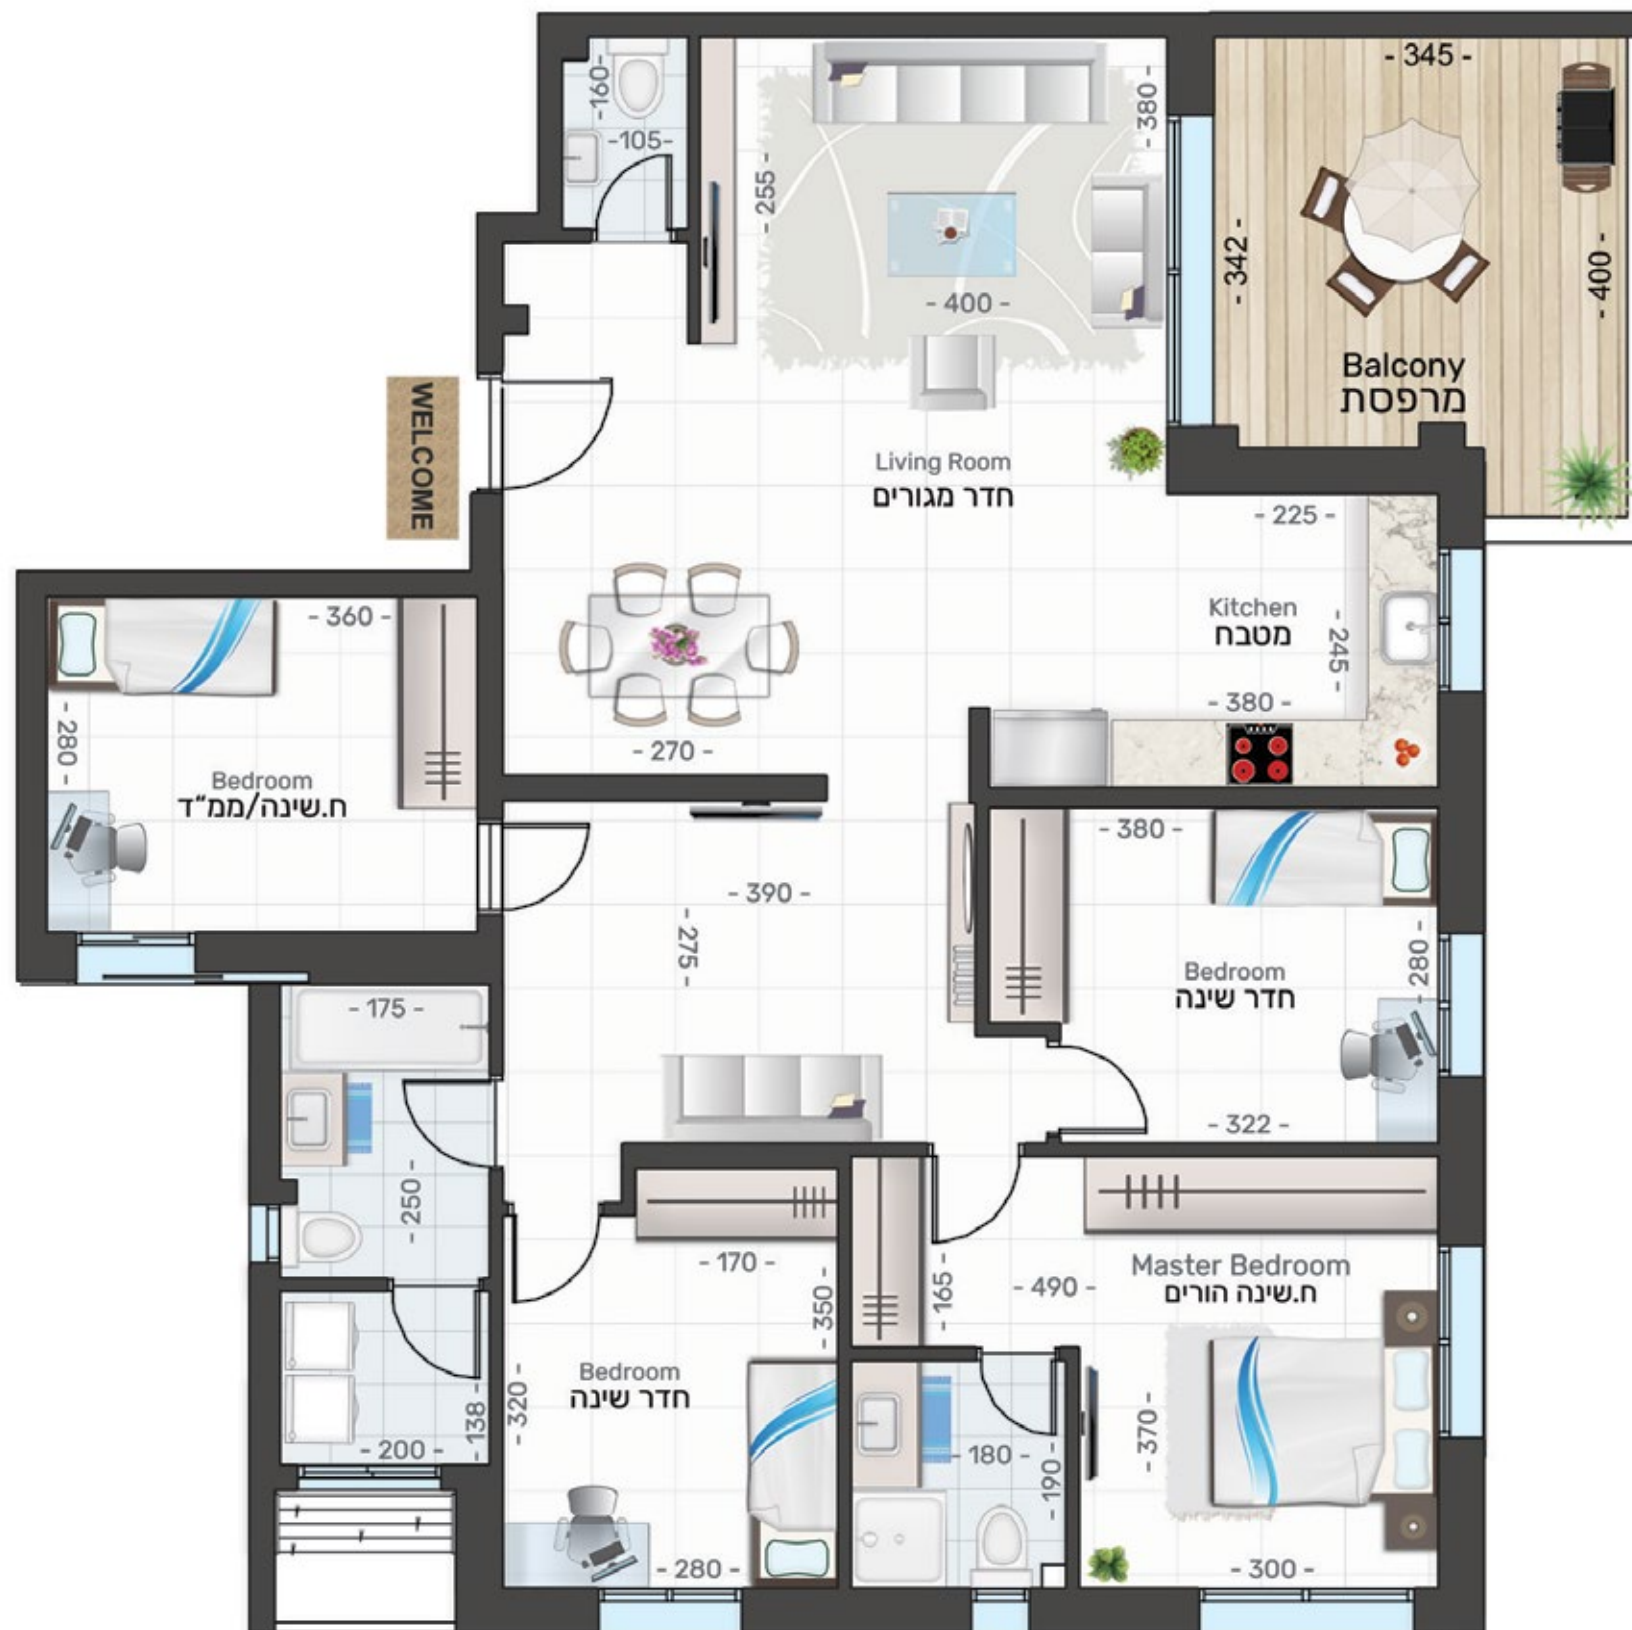 - 345 -
-160-
-105-
- 255 -
- 380 -
- 342 -
- 400 -
- 400 -
Balcony
מרפסת
WELCOME
Living Room
חדר מגורים
- 225 -
Kitchen
מטבח
- 245 -
- 380 -
- 360 -
- 280 -
Bedroom
ח.שינה/ממ"ד
- 270 -
- 390 -
- 275 -
- 380 -
Bedroom
חדר שינה
- 280 -
- 322 -
- 175 -
- 250 -
- 138 -
- 200 -
- 170 -
- 350 -
- 320 -
Bedroom
חדר שינה
- 280 -
- 165 -
- 490 -
Master Bedroom
ח.שינה הורים
- 180 -
- 190 -
- 370 -
- 300 -